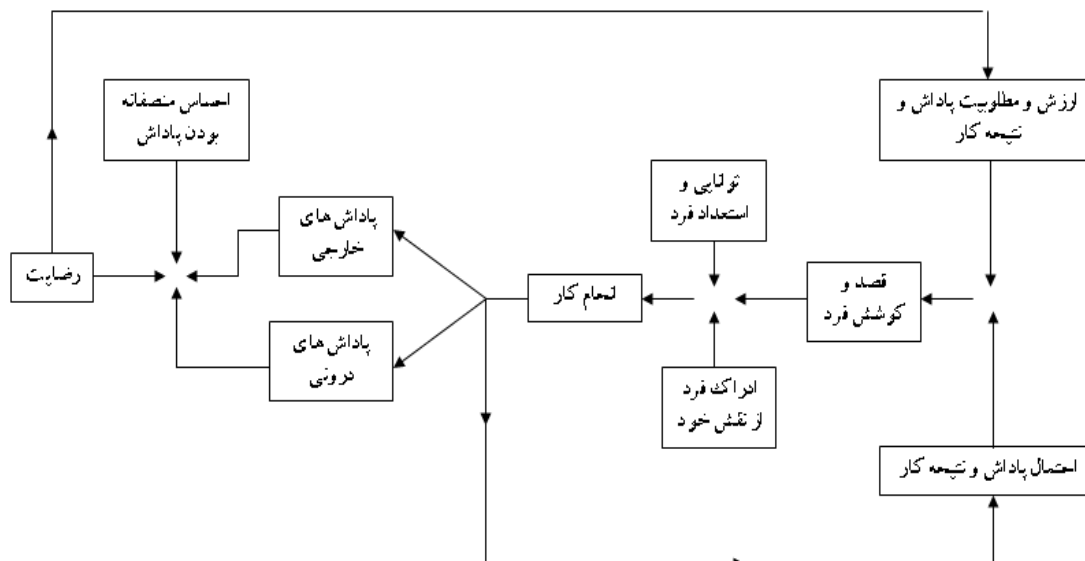 ارزش و مطلوبیت پاداش و
نتیجه کار
احساس منصفانه
بودن پاداش
توانایی و
استعداد فرد
پاداش‌های
خارجی
قصد و
کوشش فرد
انجام کار
رضایت
پاداش‌های
درونی
ادراک فرد
از نقش خود
احتمال پاداش و نتیجه کار